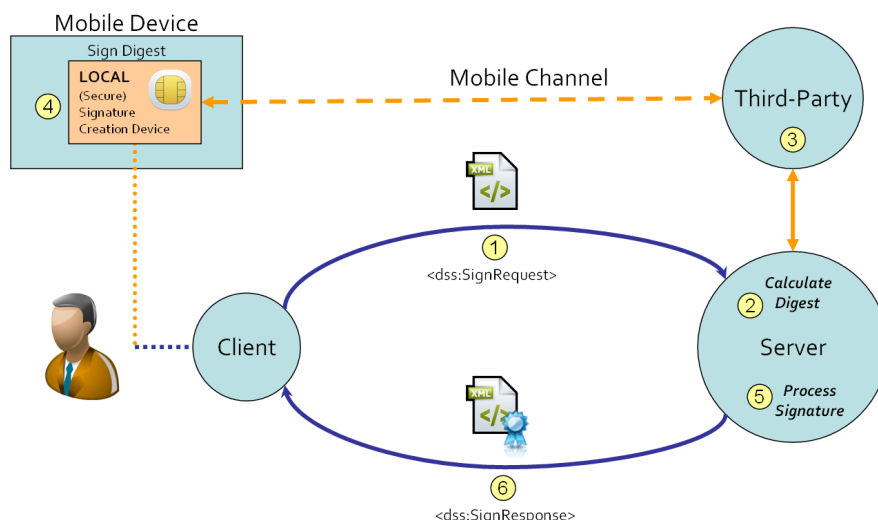 Mobile Device
Sign Digest
LOCAL
(Secure)
Signature
Creation Device
4
Mobile Channel
Third-Party
3
XML
</>
1
<dss:SignRequest>
2
Calculate
Digest
Client
Server
5
Process
Signature
XML
</>
6
<dss:SignResponse>